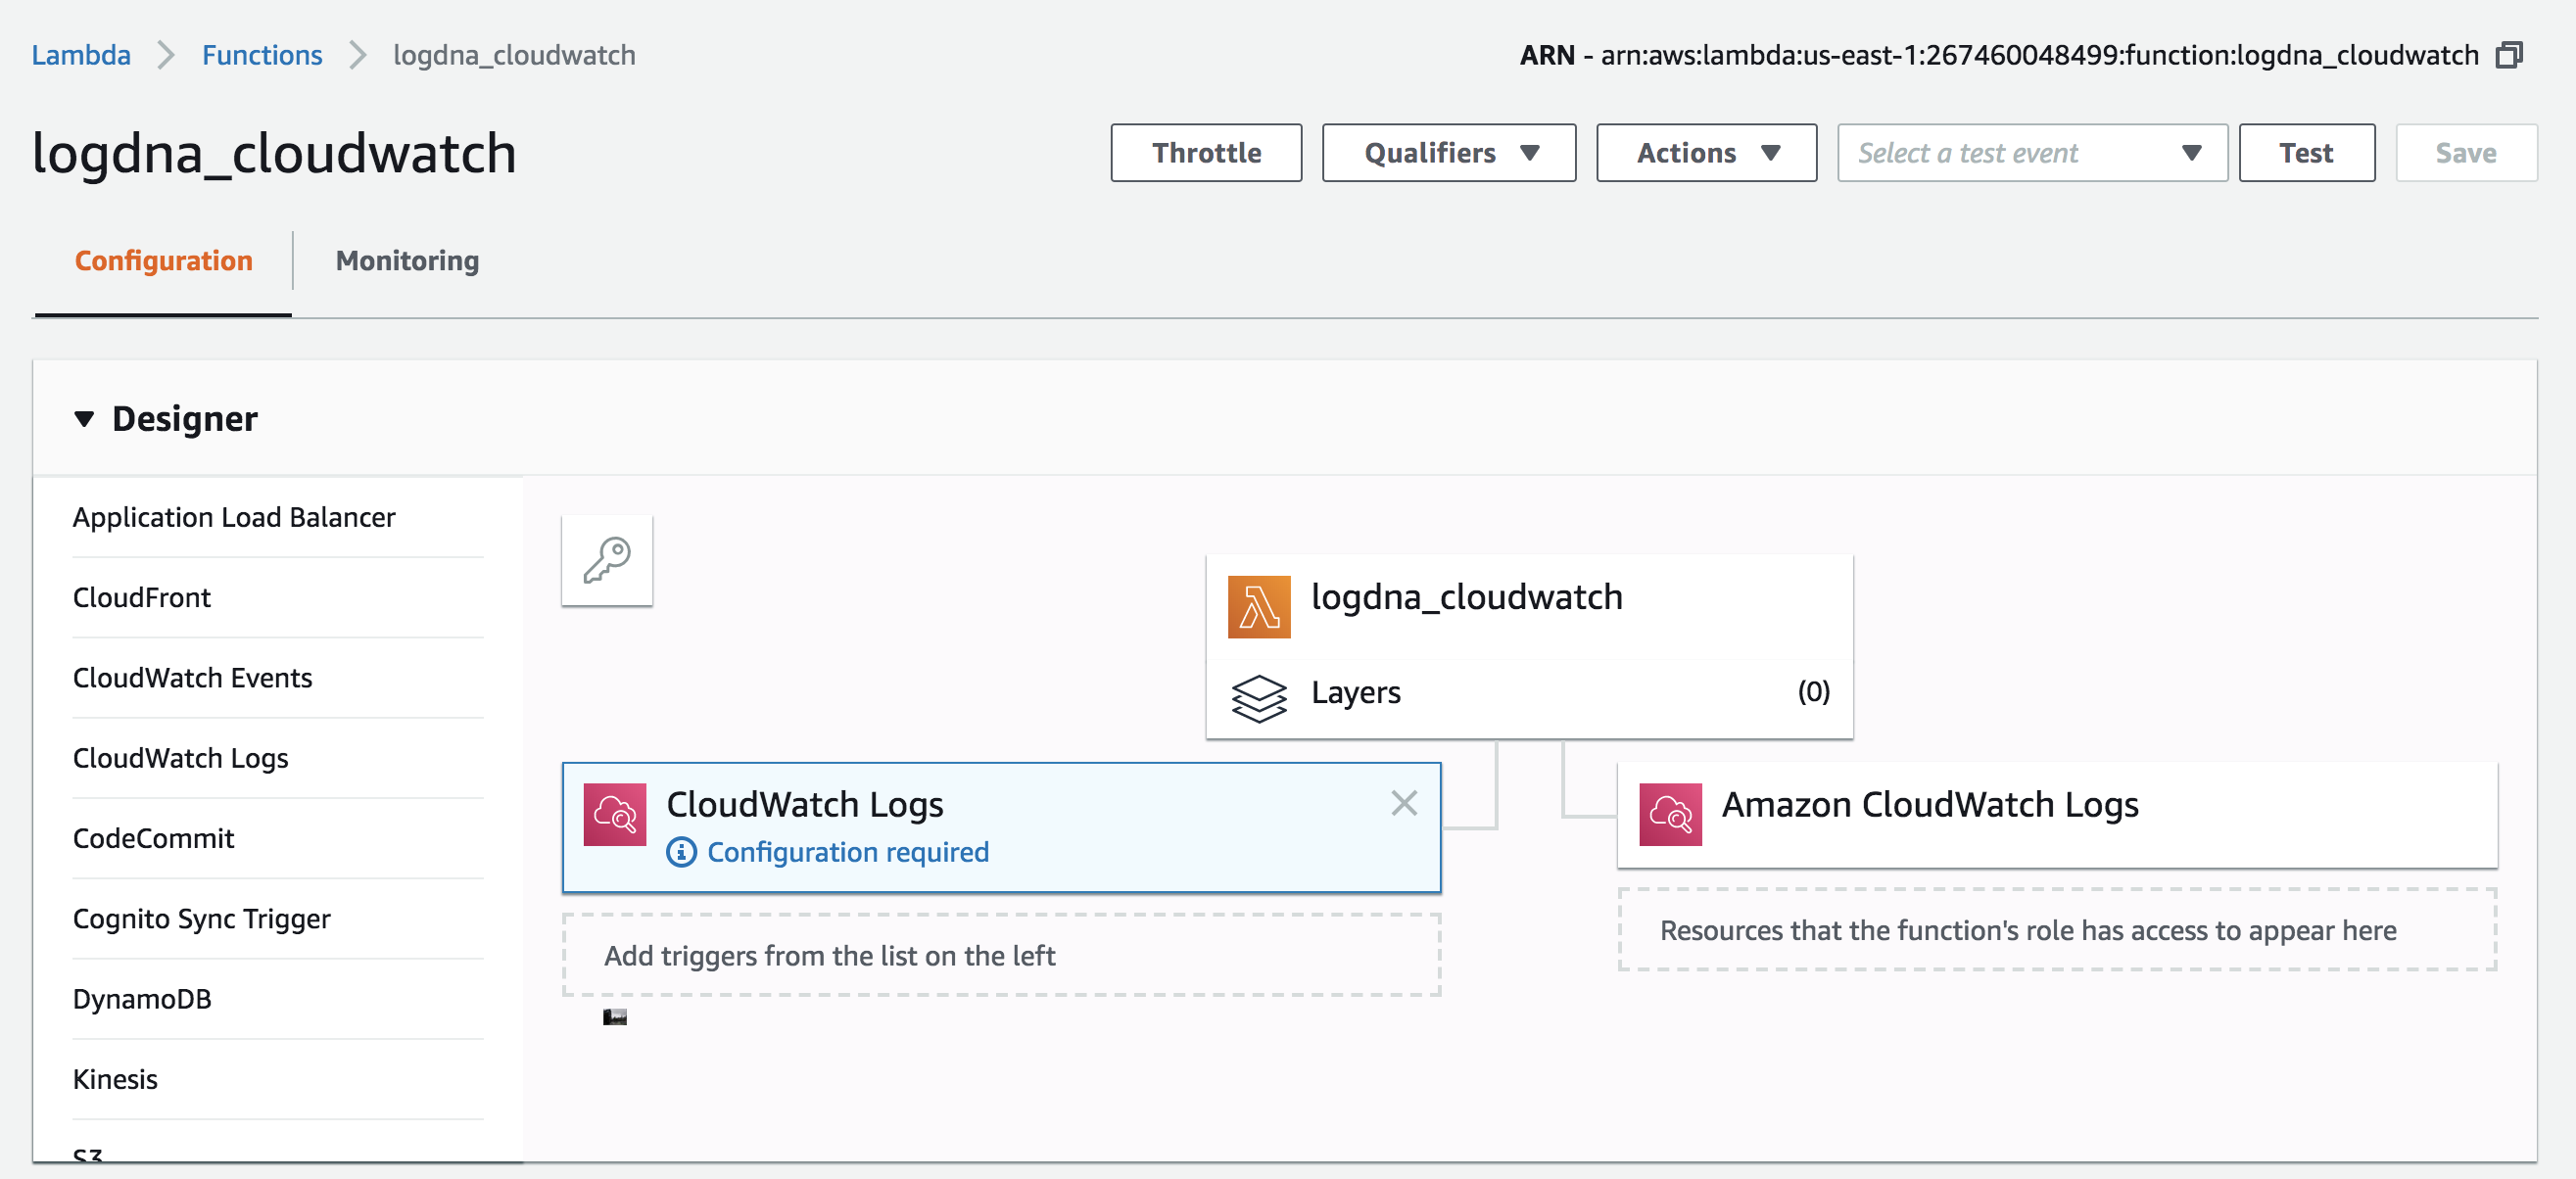 Lambda > Functions > logdna_cloudwatch
ARN - arn:aws:lambda:us-east-1:267460048499:function:logdna_cloudwatch
logdna_cloudwatch
Throttle
Qualifiers
Actions
Select a test event
Test
Save
Configuration
Monitoring
Designer
Application Load Balancer
CloudFront
CloudWatch Events
CloudWatch Logs
CodeCommit
Cognito Sync Trigger
DynamoDB
Kinesis
S3
logdna_cloudwatch
Layers (0)
CloudWatch Logs
Configuration required
Add triggers from the list on the left
Amazon CloudWatch Logs
Resources that the function's role has access to appear here